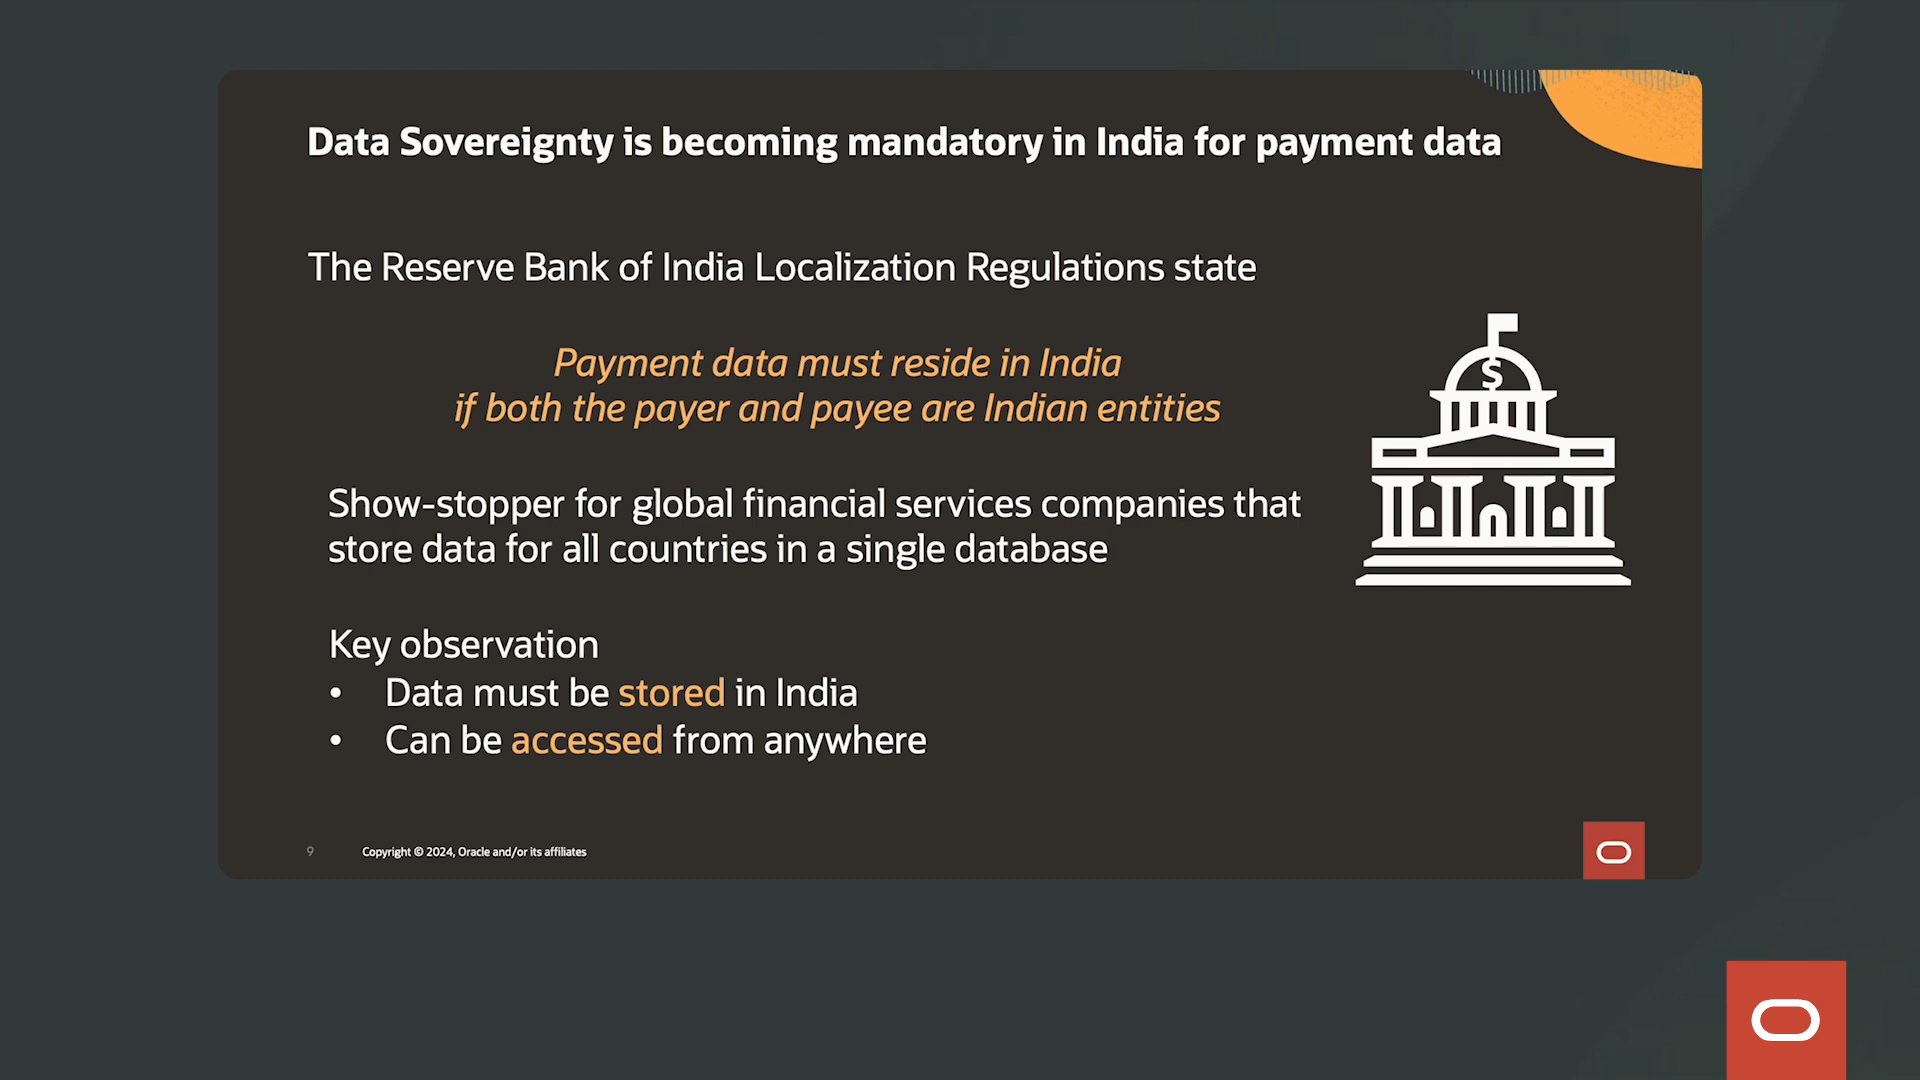 Data Sovereignty is becoming mandatory in India for payment data
The Reserve Bank of India Localization Regulations state
Payment data must reside in India
if both the payer and payee are Indian entities
$
Show-stopper for global financial services companies that
store data for all countries in a single database
Key observation
• Data must be stored in India
• Can be accessed from anywhere
9 Copyright © 2024, Oracle and/or its affiliates